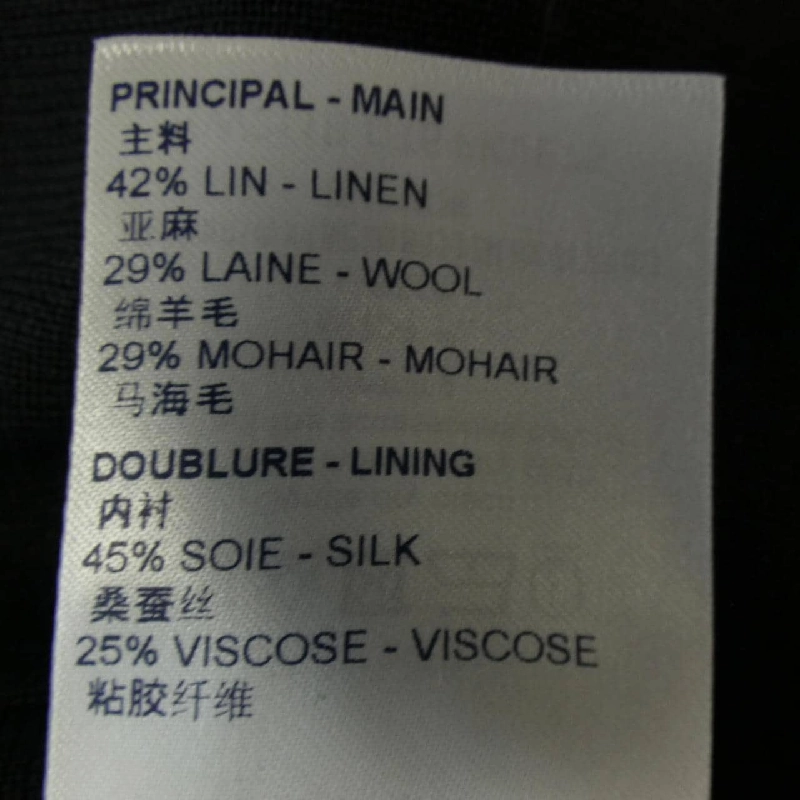 PRINCIPAL - MAIN
主料
42% LIN - LINEN
亚麻
29% LAINE - WOOL
绵羊毛
29% MOHAIR - MOHAIR
马海毛
DOUBLURE - LINING
内衬
45% SOIE - SILK
桑蚕丝
25% VISCOSE - VISCOSE
粘胶纤维